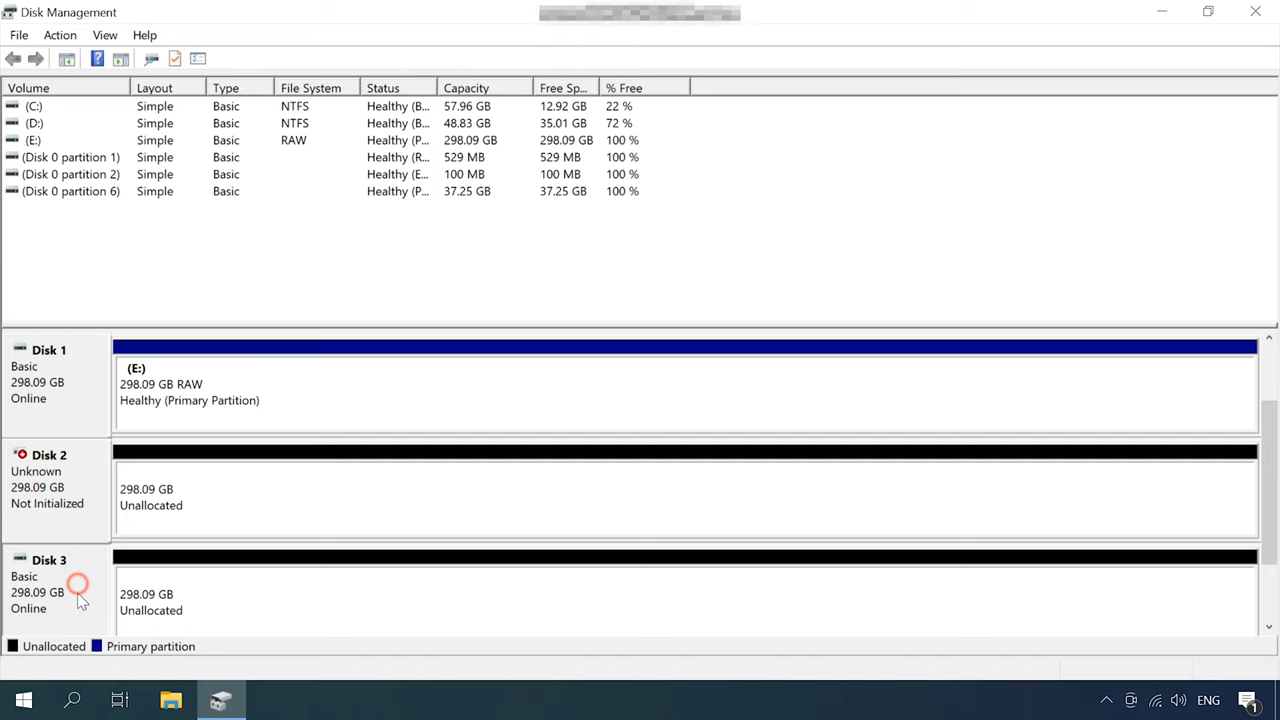 Disk Management
File Action View Help
Volume Layout Type File System Status Capacity Free Sp... % Free
(C:) Simple Basic NTFS Healthy (B... 57.96 GB 12.92 GB 22 %
(D:) Simple Basic NTFS Healthy (B... 48.83 GB 35.01 GB 72 %
(E:) Simple Basic RAW Healthy (P... 298.09 GB 298.09 GB 100 %
(Disk 0 partition 1) Simple Basic Healthy (R... 529 MB 529 MB 100 %
(Disk 0 partition 2) Simple Basic Healthy (E... 100 MB 100 MB 100 %
(Disk 0 partition 6) Simple Basic Healthy (P... 37.25 GB 37.25 GB 100 %
Disk 1
Basic
298.09 GB
Online
(E:)
298.09 GB RAW
Healthy (Primary Partition)
Disk 2
Unknown
298.09 GB
Not Initialized
298.09 GB
Unallocated
Disk 3
Basic
298.09 GB
Online
298.09 GB
Unallocated
Unallocated Primary partition
ENG
1